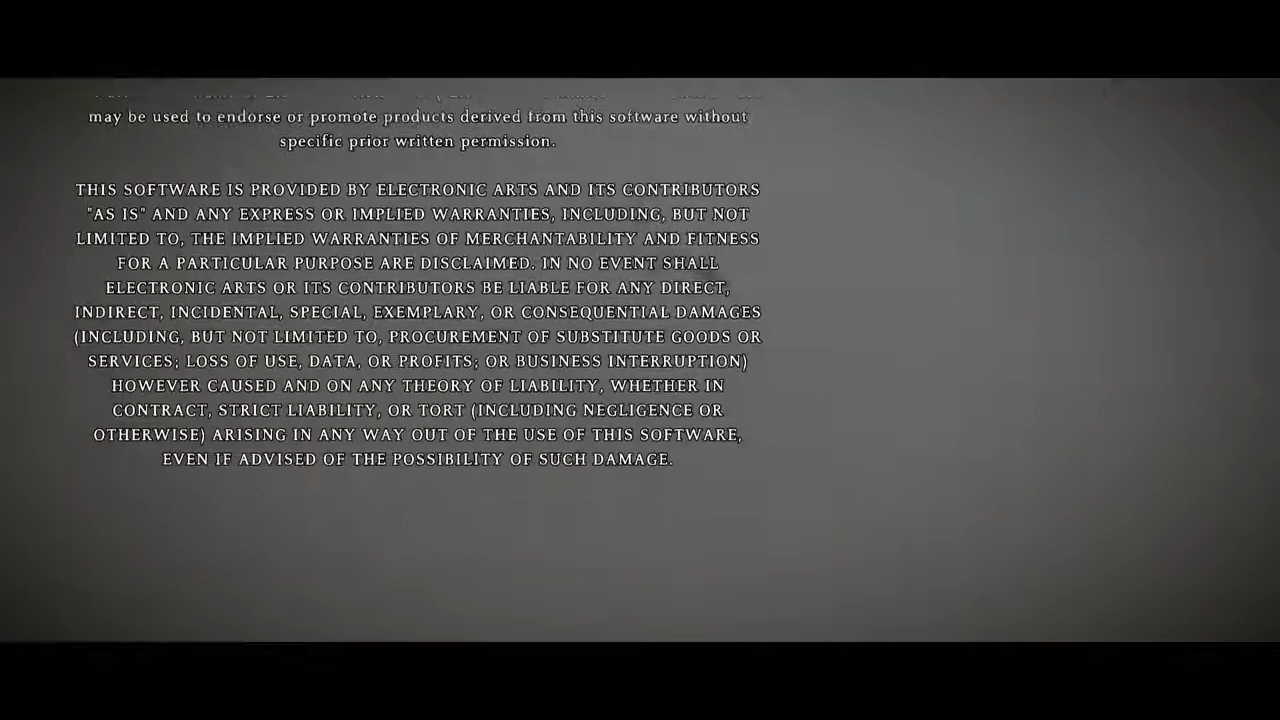 may be used to endorse or promote products derived from this software without
specific prior written permission.
THIS SOFTWARE IS PROVIDED BY ELECTRONIC ARTS AND ITS CONTRIBUTORS
"AS IS" AND ANY EXPRESS OR IMPLIED WARRANTIES, INCLUDING, BUT NOT
LIMITED TO, THE IMPLIED WARRANTIES OF MERCHANTABILITY AND FITNESS
FOR A PARTICULAR PURPOSE ARE DISCLAIMED. IN NO EVENT SHALL
ELECTRONIC ARTS OR ITS CONTRIBUTORS BE LIABLE FOR ANY DIRECT,
INDIRECT, INCIDENTAL, SPECIAL, EXEMPLARY, OR CONSEQUENTIAL DAMAGES
(INCLUDING, BUT NOT LIMITED TO, PROCUREMENT OF SUBSTITUTE GOODS OR
SERVICES; LOSS OF USE, DATA, OR PROFITS; OR BUSINESS INTERRUPTION)
HOWEVER CAUSED AND ON ANY THEORY OF LIABILITY, WHETHER IN
CONTRACT, STRICT LIABILITY, OR TORT (INCLUDING NEGLIGENCE OR
OTHERWISE) ARISING IN ANY WAY OUT OF THE USE OF THIS SOFTWARE,
EVEN IF ADVISED OF THE POSSIBILITY OF SUCH DAMAGE.